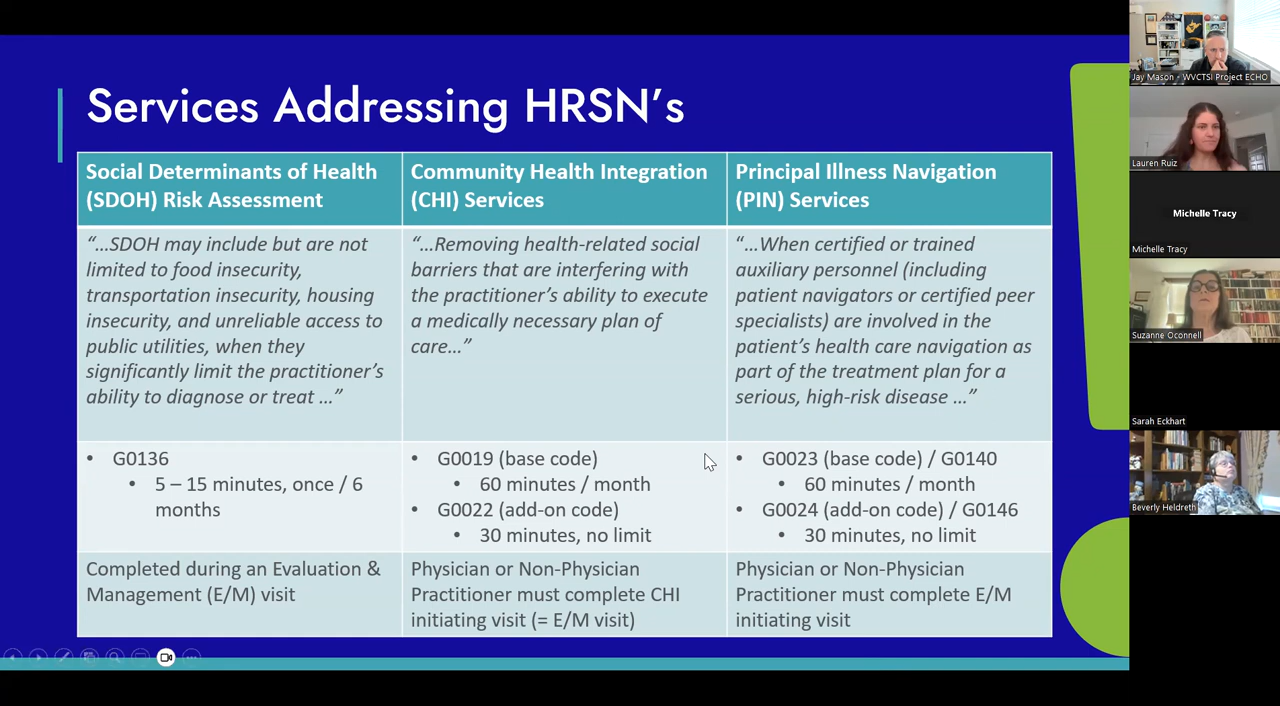 Services Addressing HRSN's
Social Determinants of Health
(SDOH) Risk Assessment
Community Health Integration
(CHI) Services
Principal Illness Navigation
(PIN) Services
“…SDOH may include but are not
limited to food insecurity,
transportation insecurity, housing
insecurity, and unreliable access to
public utilities, when they
significantly limit the practitioner’s
ability to diagnose or treat …”
“…Removing health-related social
barriers that are interfering with
the practitioner’s ability to execute
a medically necessary plan of
care…”
“…When certified or trained
auxiliary personnel (including
patient navigators or certified peer
specialists) are involved in the
patient’s health care navigation as
part of the treatment plan for a
serious, high-risk disease …”
• G0136
• 5 – 15 minutes, once / 6
months
• G0019 (base code)
• 60 minutes / month
• G0022 (add-on code)
• 30 minutes, no limit
• G0023 (base code) / G0140
• 60 minutes / month
• G0024 (add-on code) / G0146
• 30 minutes, no limit
Completed during an Evaluation &
Management (E/M) visit
Physician or Non-Physician
Practitioner must complete CHI
initiating visit (= E/M visit)
Physician or Non-Physician
Practitioner must complete E/M
initiating visit
Jay Mason - WVCTSI Project ECHO
Lauren Ruiz
Michelle Tracy
Michelle Tracy
Suzanne Oconnell
Sarah Eckhart
Beverly Heldreth